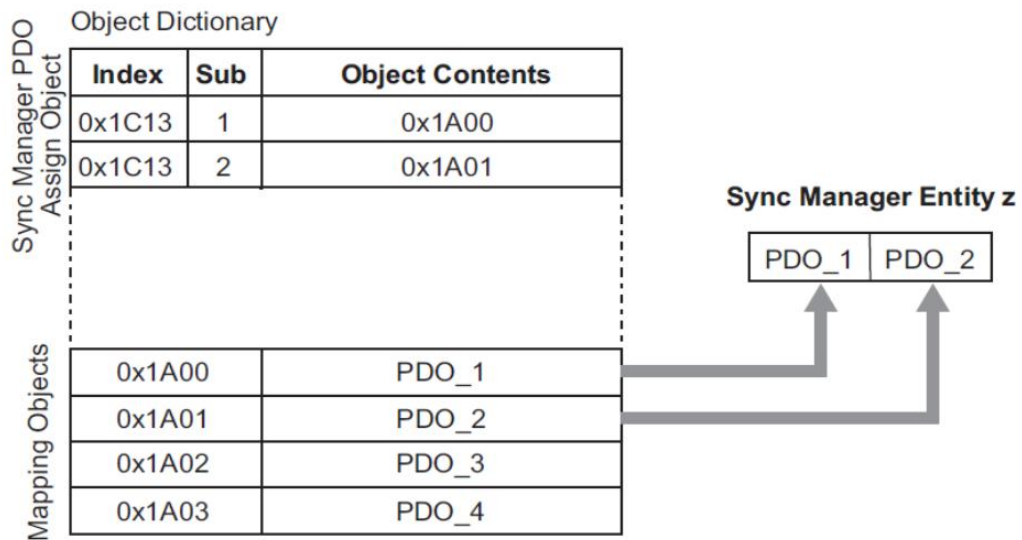 Object Dictionary
Sync Manager PDO
Assign Object
Index Sub Object Contents
0x1C13 1 0x1A00
0x1C13 2 0x1A01
Sync Manager Entity z
PDO_1 PDO_2
Mapping Objects
0x1A00 PDO_1
0x1A01 PDO_2
0x1A02 PDO_3
0x1A03 PDO_4